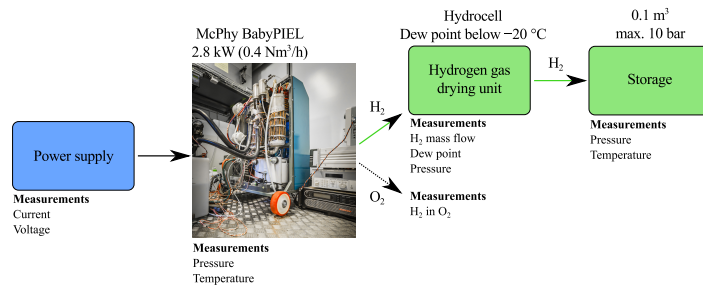 McPhy BabyPIEL
2.8 kW (0.4 Nm³/h)
Hydrocell
Dew point below −20 °C
0.1 m³
max. 10 bar
Power supply
Measurements
Current
Voltage
Measurements
Pressure
Temperature
H₂
O₂
Hydrogen gas
drying unit
Measurements
H₂ mass flow
Dew point
Pressure
Measurements
H₂ in O₂
H₂
Storage
Measurements
Pressure
Temperature